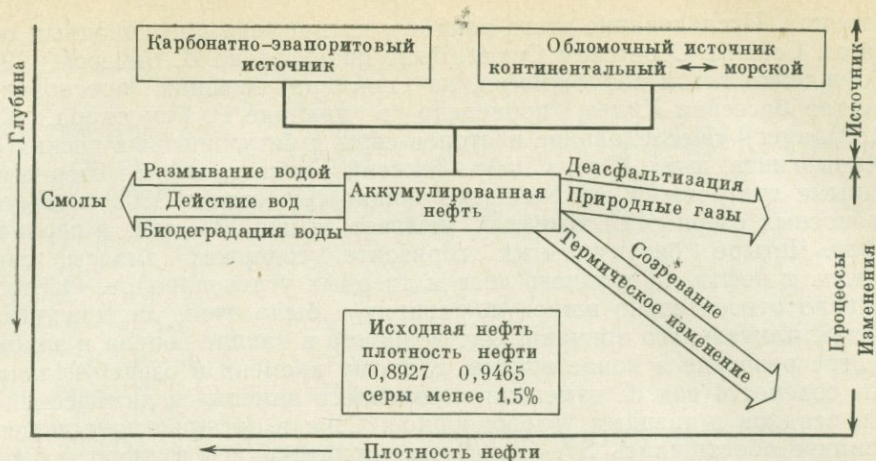 Карбонатно-эвапоритовый
источник
Обломочный источник
континентальный ⟷ морской
Глубина
Источник
Размывание водой
Смолы
Действие вод
Биодеградация воды
Аккумулированная
нефть
Деасфальтизация
Природные газы
Созревание
Термическое изменение
Процессы
Изменения
Исходная нефть
плотность нефти
0,8927 0,9465
серы менее 1,5%
Плотность нефти